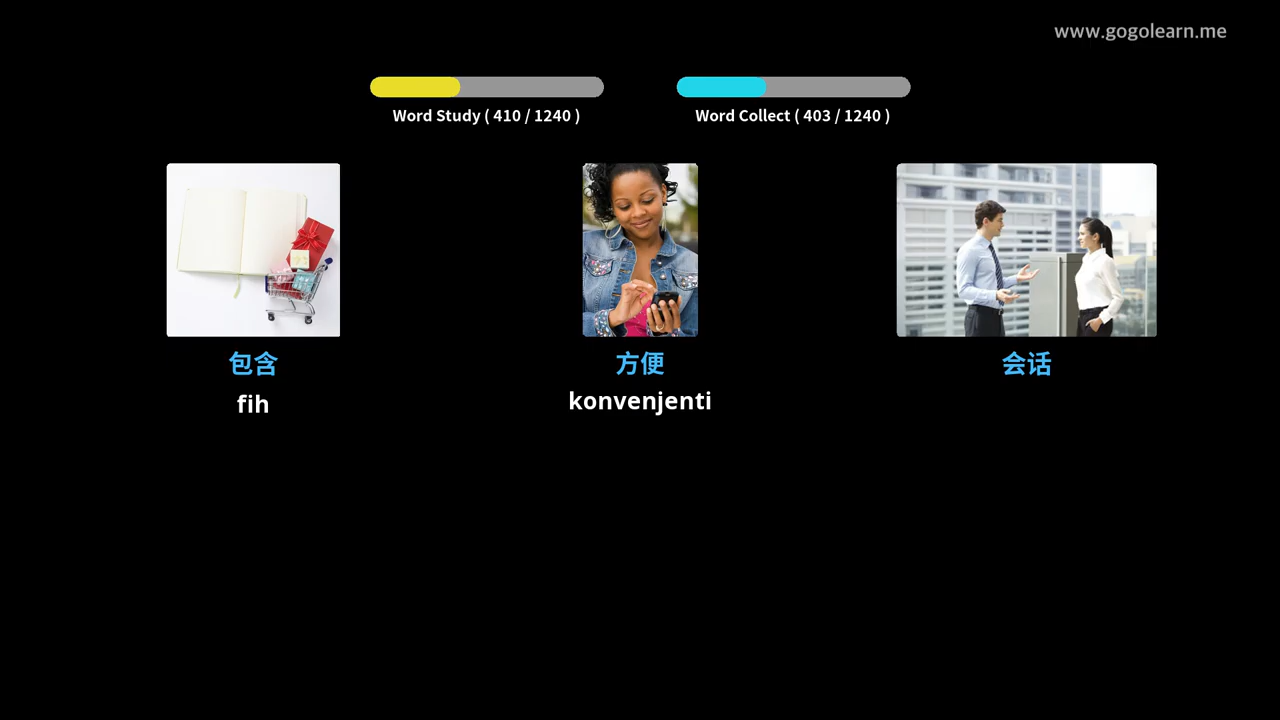 www.gogolearn.me
Word Study ( 410 / 1240 )
Word Collect ( 403 / 1240 )
包含
fih
方便
konvenjenti
会话